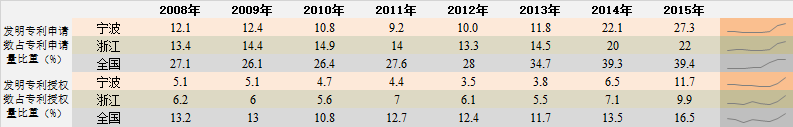 2008年 2009年 2010年 2011年 2012年 2013年 2014年 2015年
发明专利申请数占专利申请量比重（%） 宁波 12.1 12.4 10.8 9.2 10.0 11.8 22.1 27.3
浙江 13.4 14.4 14.9 14 13.3 14.5 20 22
全国 27.1 26.1 26.4 27.6 28 34.7 39.3 39.4
发明专利授权数占专利授权量比重（%） 宁波 5.1 5.1 4.7 4.4 3.5 3.8 6.5 11.7
浙江 6.2 6 5.6 7 6.1 5.5 7.1 9.9
全国 13.2 13 10.8 12.7 12.4 11.7 13.5 16.5